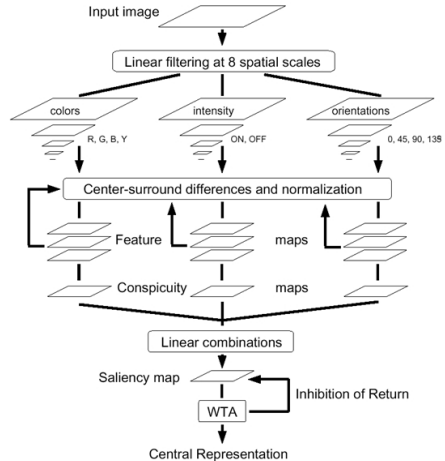 Input image
Linear filtering at 8 spatial scales
colors
intensity
orientations
R, G, B, Y
ON, OFF
0, 45, 90, 135
Center-surround differences and normalization
Feature maps
Conspicuity maps
Linear combinations
Saliency map
Inhibition of Return
WTA
Central Representation